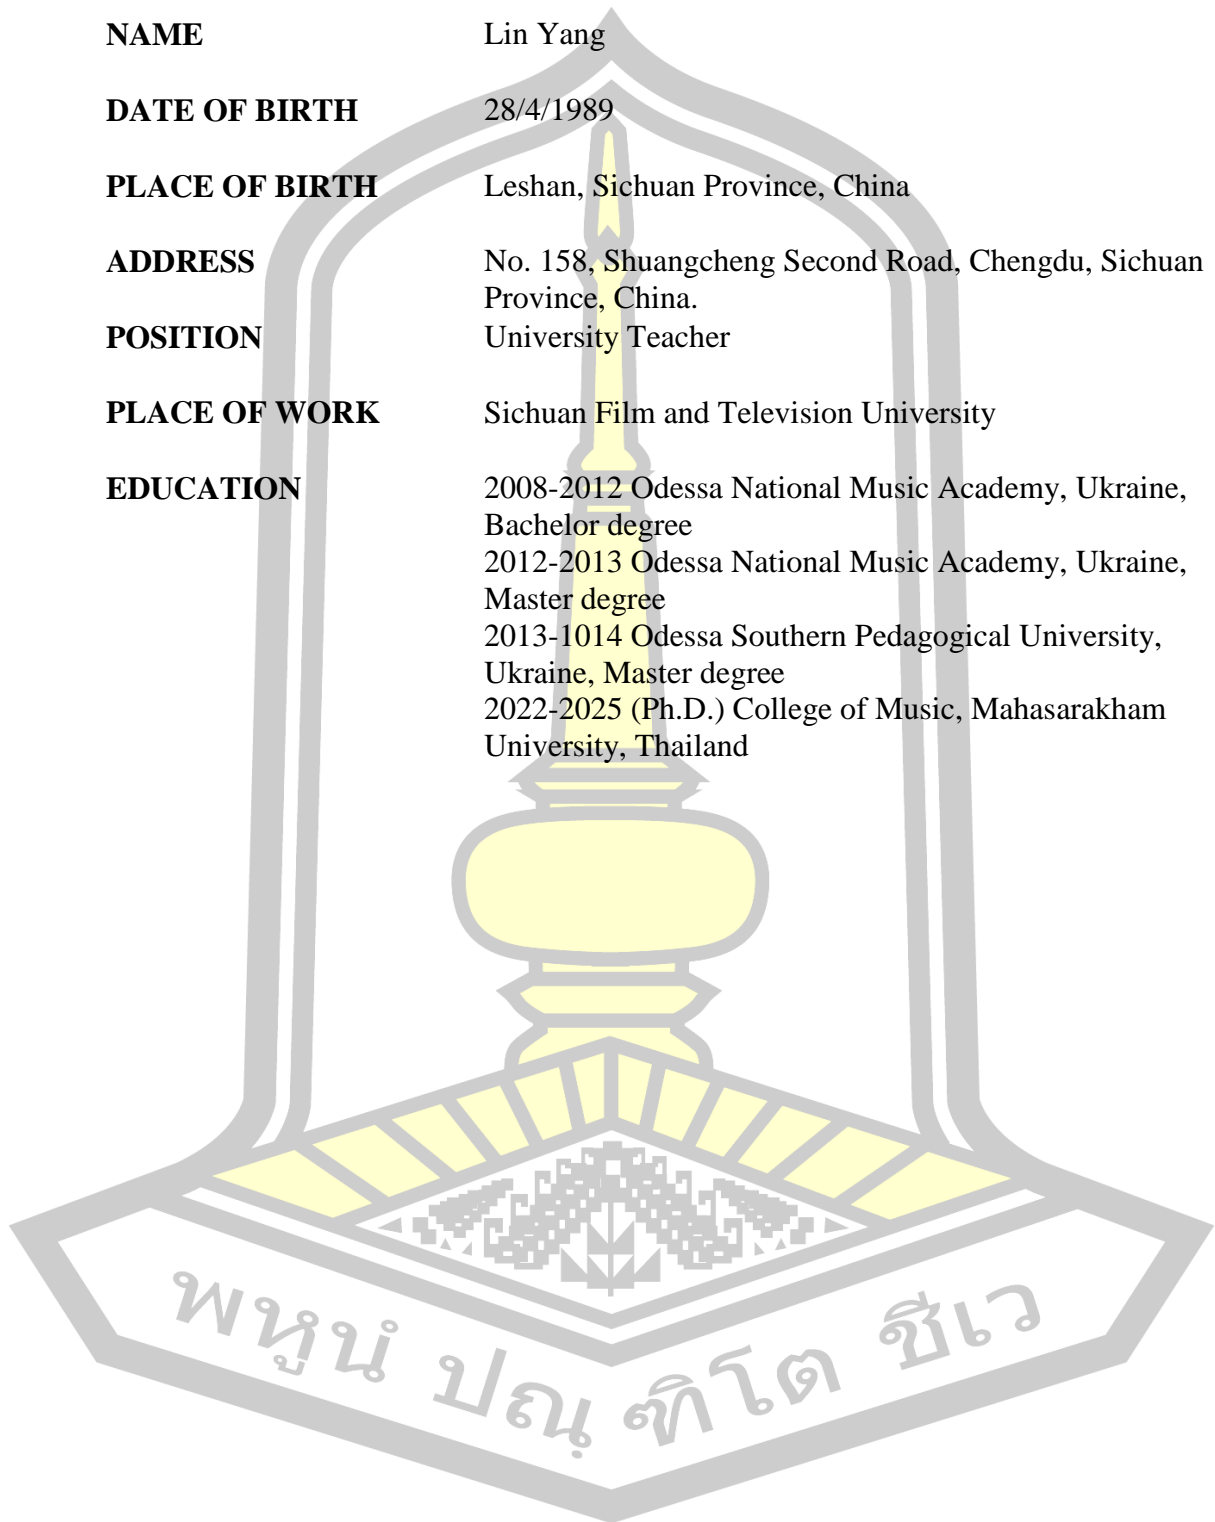 NAME Lin Yang
DATE OF BIRTH 28/4/1989
PLACE OF BIRTH Leshan, Sichuan Province, China
ADDRESS No. 158, Shuangcheng Second Road, Chengdu, Sichuan
Province, China.
POSITION University Teacher
PLACE OF WORK Sichuan Film and Television University
EDUCATION 2008-2012 Odessa National Music Academy, Ukraine,
Bachelor degree
2012-2013 Odessa National Music Academy, Ukraine,
Master degree
2013-1014 Odessa Southern Pedagogical University,
Ukraine, Master degree
2022-2025 (Ph.D.) College of Music, Mahasarakham
University, Thailand
พหูนํ ปณฺ ฑิโต ชีเว